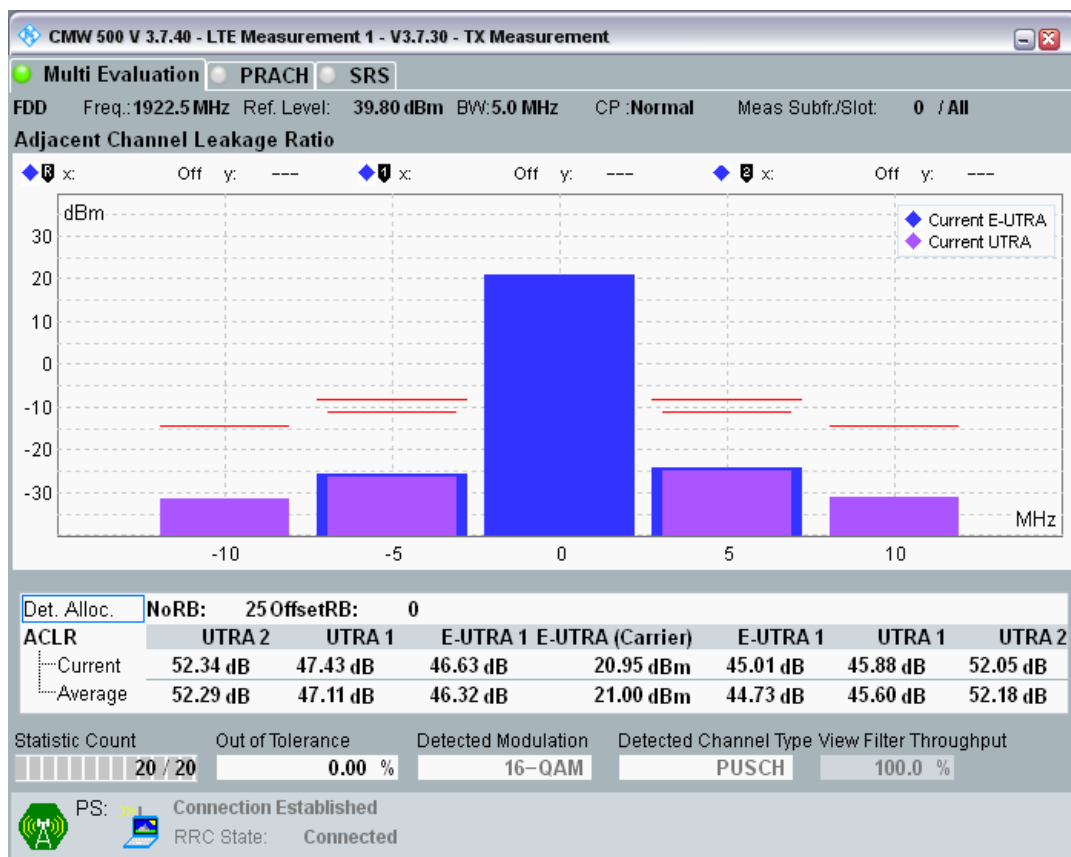 CMW 500 V 3.7.40 - LTE Measurement 1 - V3.7.30 - TX Measurement
Multi Evaluation PRACH SRS
FDD Freq.: 1922.5 MHz Ref. Level: 39.80 dBm BW: 5.0 MHz CP : Normal Meas Subfr./Slot: 0 / All
Adjacent Channel Leakage Ratio
R x: Off y: --- 1 x: Off y: --- 2 x: Off y: ---
dBm
Current E-UTRA
Current UTRA
30
20
10
0
-10
-20
-30
MHz
-10 -5 0 5 10
Det. Alloc. NoRB: 25 OffsetRB: 0
ACLR UTRA 2 UTRA 1 E-UTRA 1 E-UTRA (Carrier) E-UTRA 1 UTRA 1 UTRA 2
Current 52.34 dB 47.43 dB 46.63 dB 20.95 dBm 45.01 dB 45.88 dB 52.05 dB
Average 52.29 dB 47.11 dB 46.32 dB 21.00 dBm 44.73 dB 45.60 dB 52.18 dB
Statistic Count Out of Tolerance Detected Modulation Detected Channel Type View Filter Throughput
20 / 20 0.00 % 16-QAM PUSCH 100.0 %
PS: Connection Established
RRC State: Connected